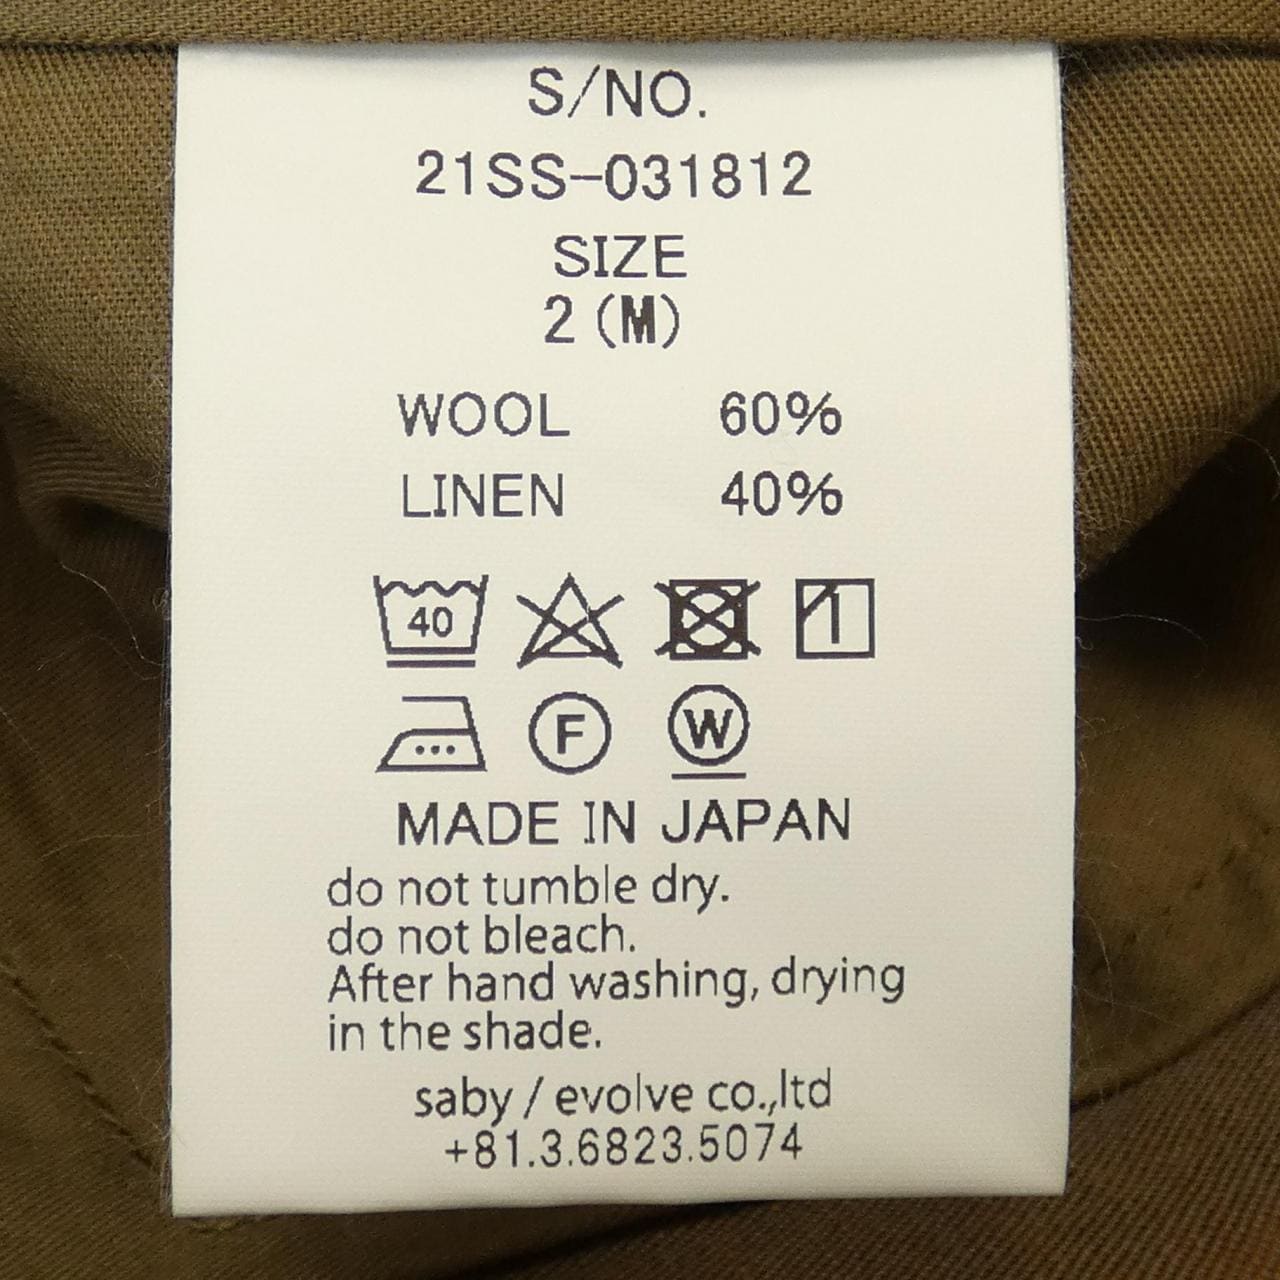 S/NO.
21SS-031812
SIZE
2 (M)
WOOL 60%
LINEN 40%
40
F W
MADE IN JAPAN
do not tumble dry.
do not bleach.
After hand washing, drying
in the shade.
saby / evolve co.,ltd
+81.3.6823.5074